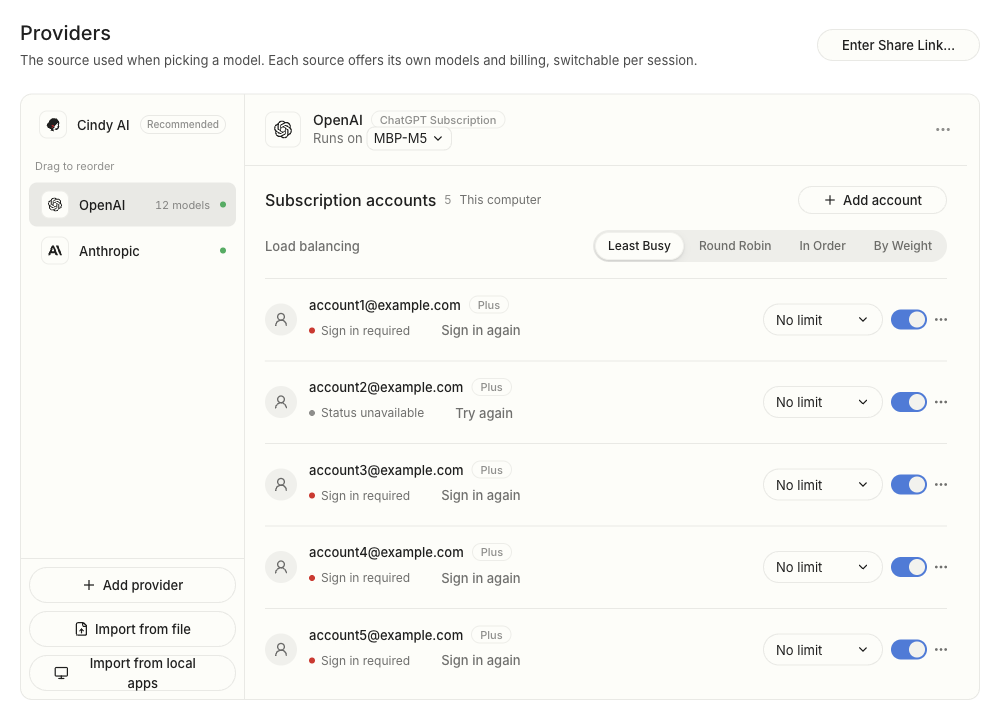 Providers
The source used when picking a model. Each source offers its own models and billing, switchable per session.
Enter Share Link...
Cindy AI Recommended
Drag to reorder
OpenAI 12 models
Anthropic
Add provider
Import from file
Import from local
apps
OpenAI ChatGPT Subscription
Runs on MBP-M5
Subscription accounts 5 This computer
Add account
Load balancing
Least Busy Round Robin In Order By Weight
account1@example.com Plus
Sign in required Sign in again
No limit
account2@example.com Plus
Status unavailable Try again
No limit
account3@example.com Plus
Sign in required Sign in again
No limit
account4@example.com Plus
Sign in required Sign in again
No limit
account5@example.com Plus
Sign in required Sign in again
No limit